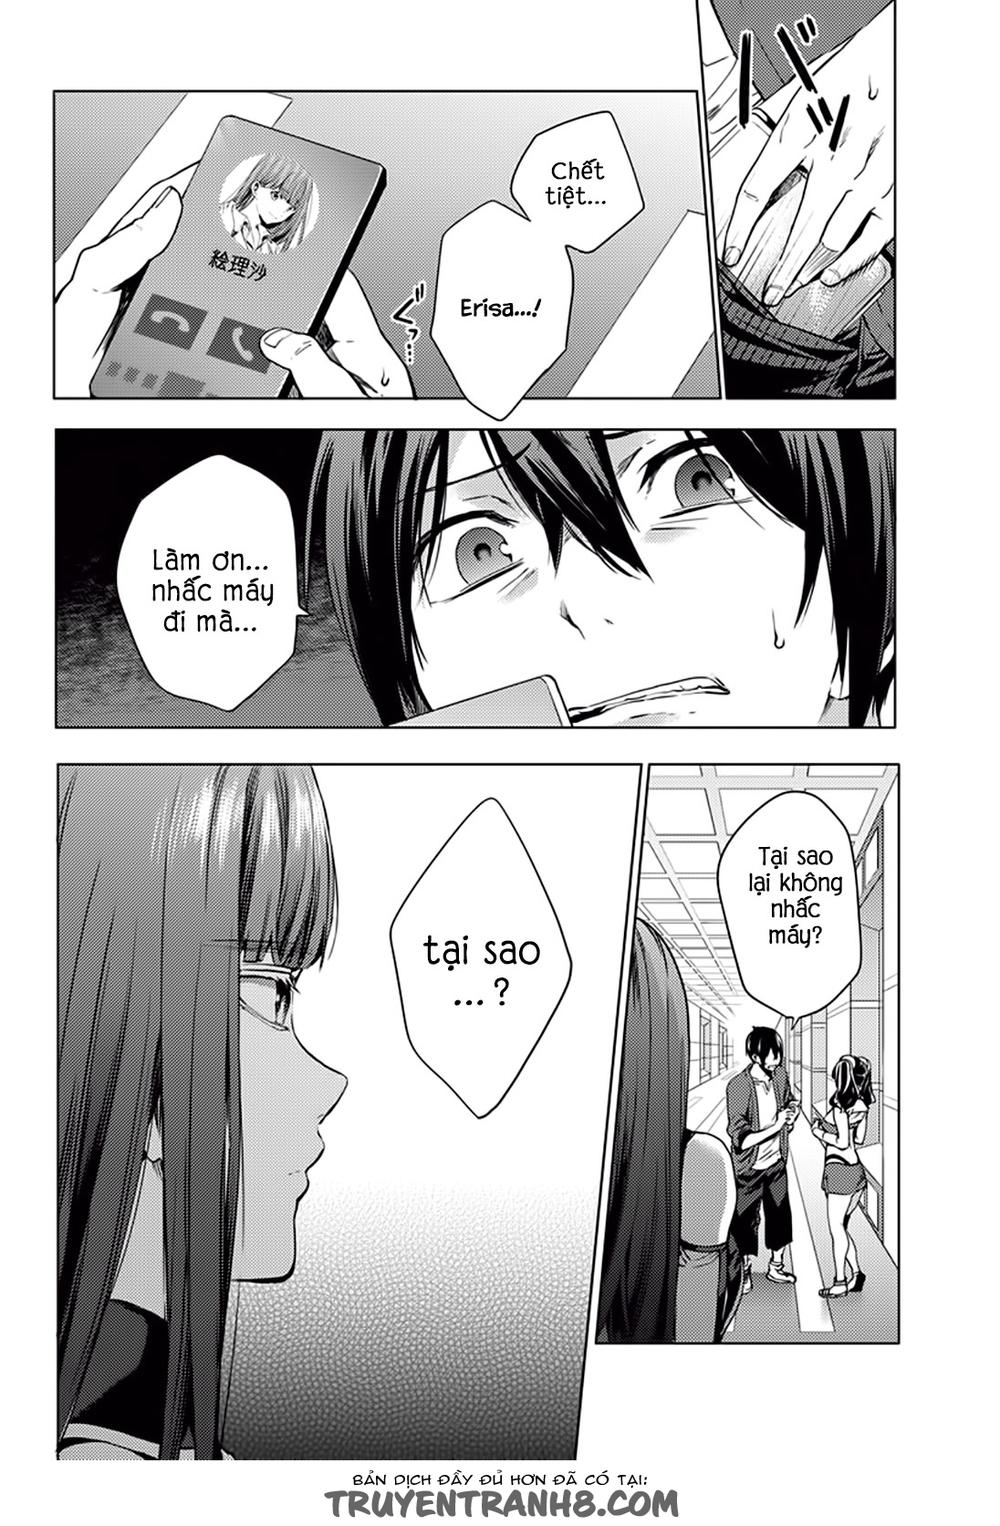 Chết
tiệt...
Erisa...!
絵理沙
く"...
Làm ơn...
nhấc máy
đi mà...
Tại sao
lại không
nhấc
máy?
tại sao
...?
BẢN DỊCH ĐẦY ĐỦ HƠN ĐÃ CÓ TẠI:
TRUYENTRANH8.COM